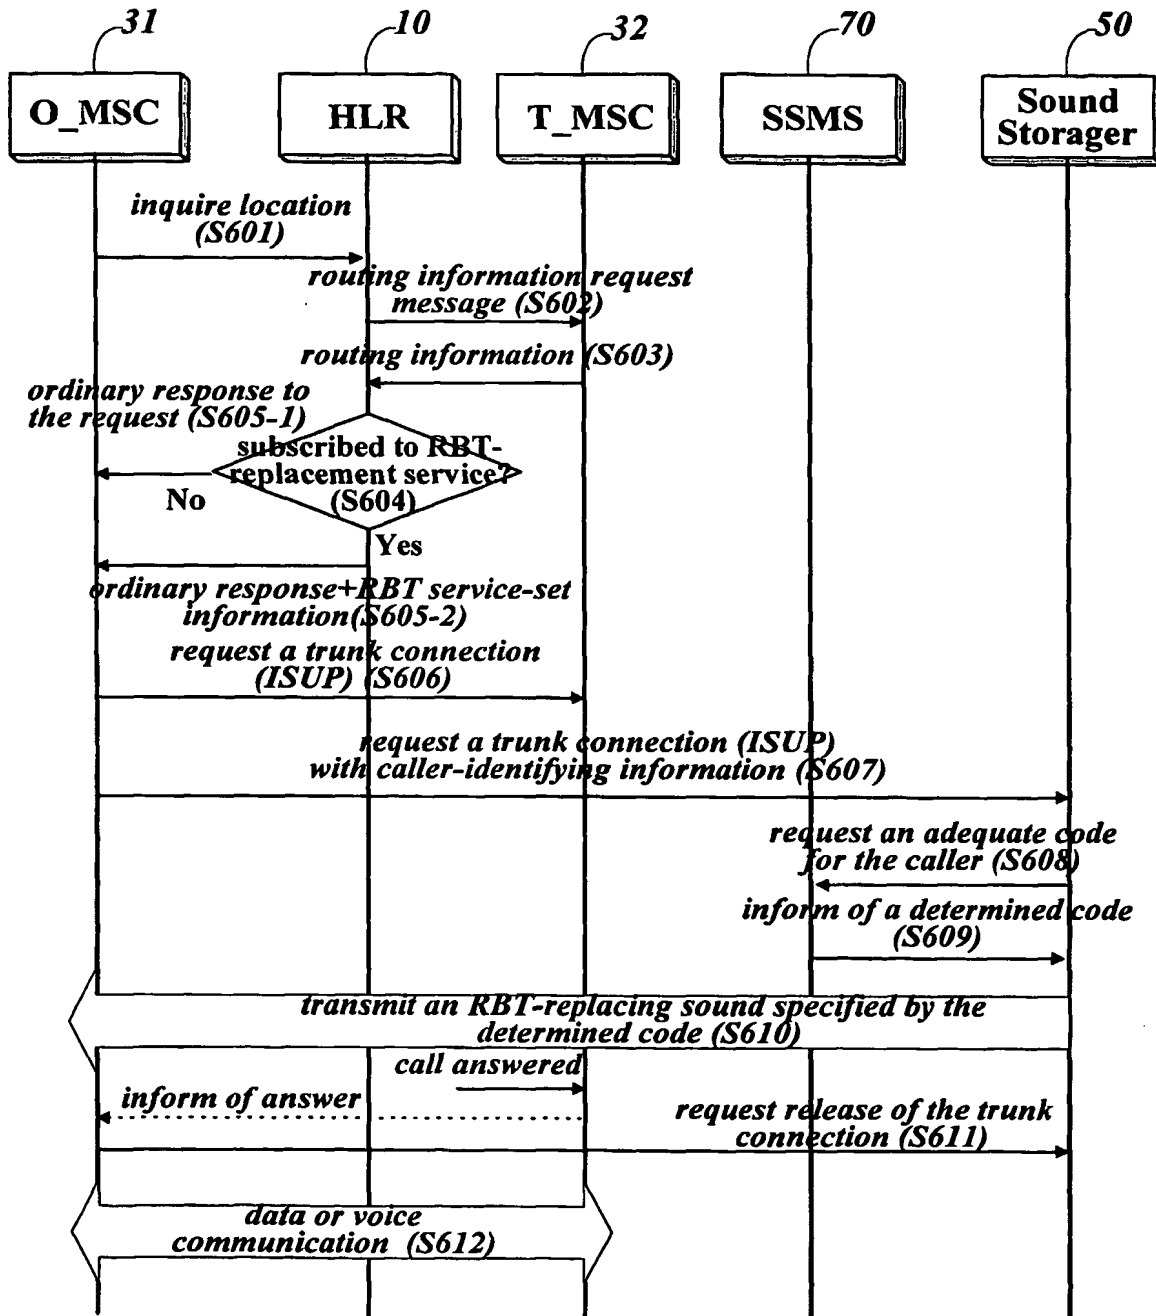 31
10
32
70
50
O_MSC
HLR
T_MSC
SSMS
Sound
Storager
inquire location
(S601)
routing information request
message (S602)
routing information (S603)
ordinary response to
the request (S605-1)
subscribed to RBT-
replacement service?
(S604)
No
Yes
ordinary response+RBT service-set
information(S605-2)
request a trunk connection
(ISUP) (S606)
request a trunk connection (ISUP)
with caller-identifying information (S607)
request an adequate code
for the caller (S608)
inform of a determined code
(S609)
transmit an RBT-replacing sound specified by the
determined code (S610)
call answered
inform of answer
request release of the trunk
connection (S611)
data or voice
communication (S612)